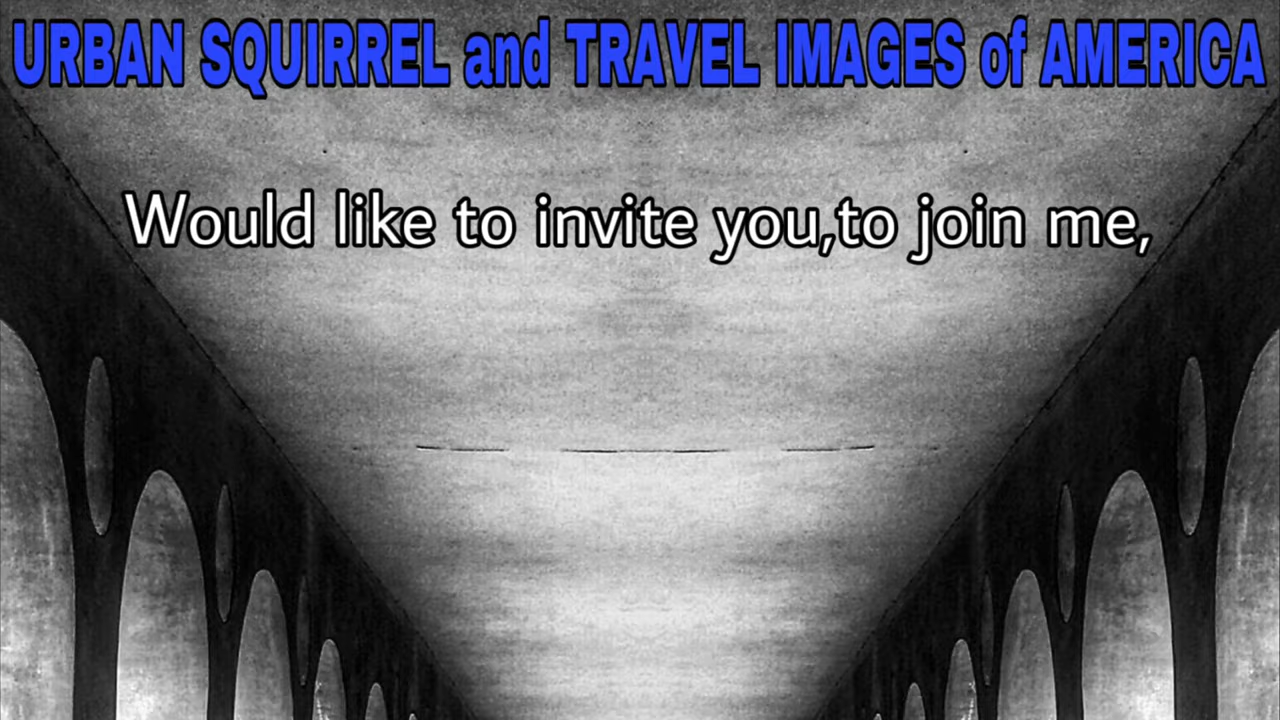 URBAN SQUIRREL and TRAVEL IMAGES of AMERICA
Would like to invite you,to join me,